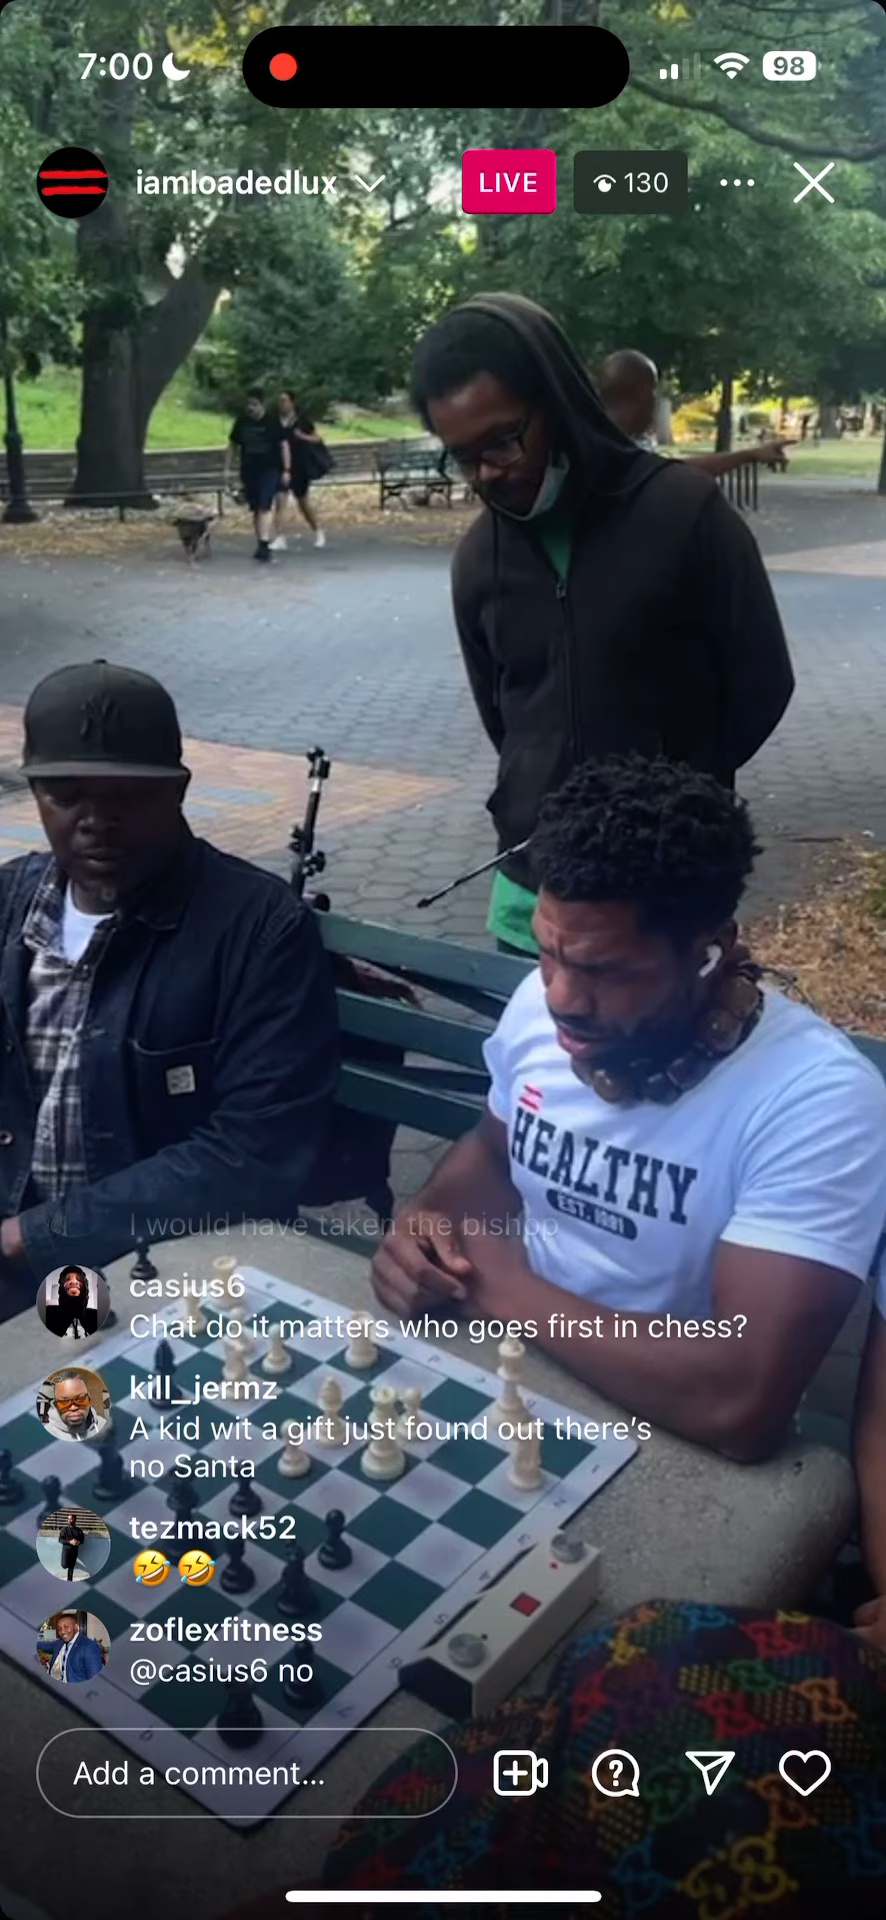 7:00
98
iamloadedlux
LIVE
130
HEALTHY
EST. 1991
I would have taken the bishop
casius6
Chat do it matters who goes first in chess?
kill_jermz
A kid wit a gift just found out there's
no Santa
tezmack52
🤣🤣
zoflexfitness
@casius6 no
Add a comment...